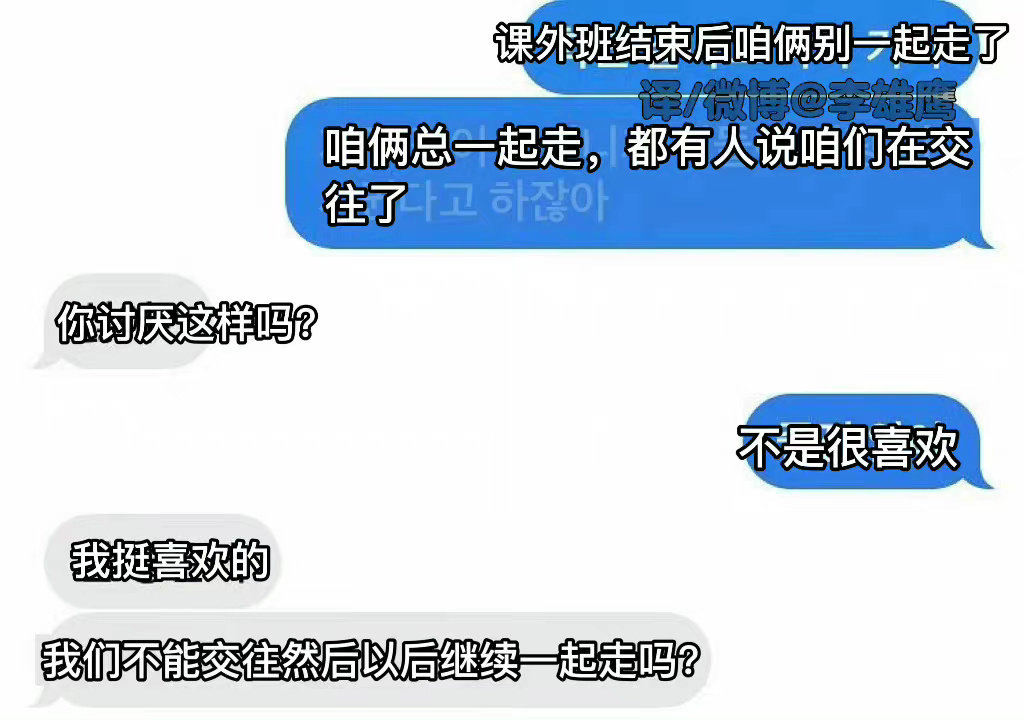 课外班结束后咱俩别一起走了
译/微博@李雄鹰
咱俩总一起走，都有人说咱们在交
往了
다고 하잖아
你讨厌这样吗？
不是很喜欢
我挺喜欢的
我们不能交往然后以后继续一起走吗？